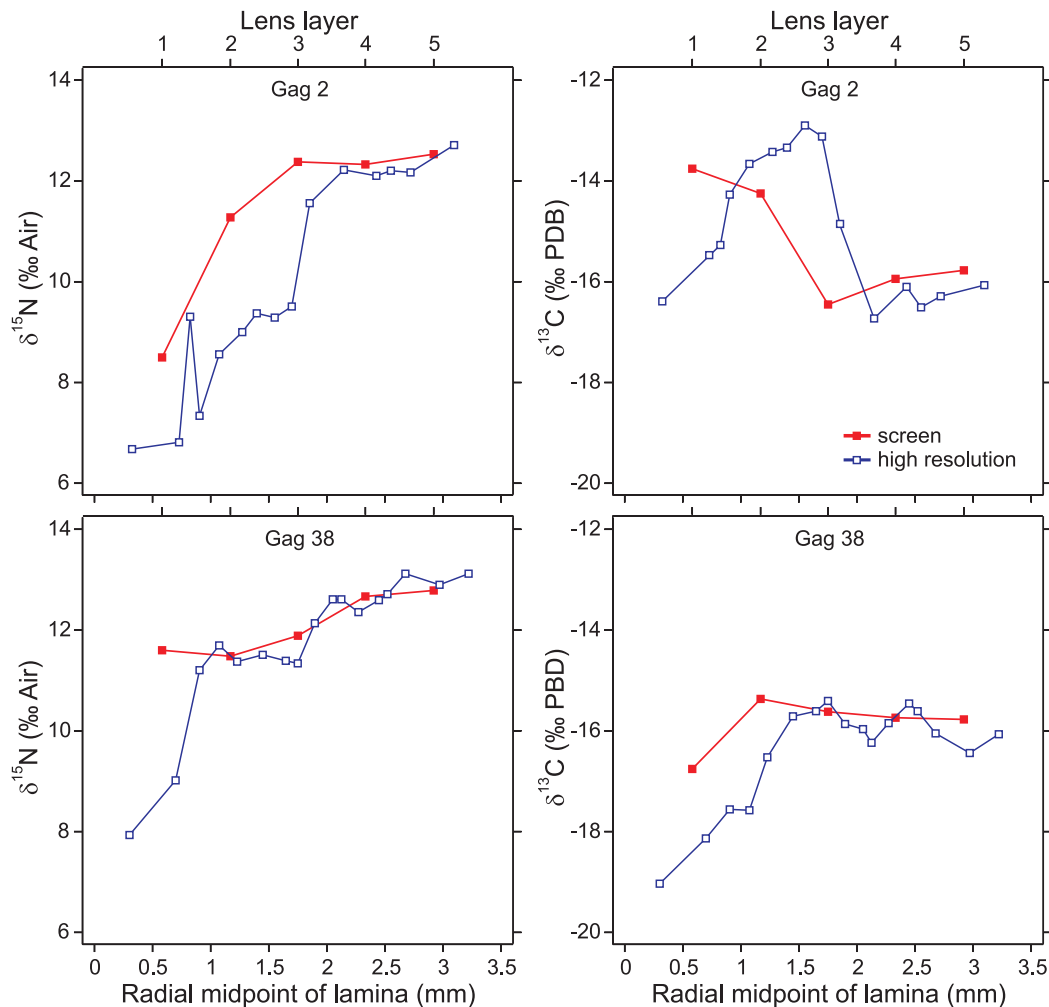 Lens layer
Lens layer
1 2 3 4 5
1 2 3 4 5
Gag 2
Gag 2
14
12
10
8
6
δ15N (‰ Air)
-12
-14
-16
-18
-20
δ13C (‰ PDB)
screen
high resolution
Gag 38
Gag 38
14
12
10
8
6
δ15N (‰ Air)
-12
-14
-16
-18
-20
δ13C (‰ PBD)
0 0.5 1 1.5 2 2.5 3 3.5
0 0.5 1 1.5 2 2.5 3 3.5
Radial midpoint of lamina (mm)
Radial midpoint of lamina (mm)